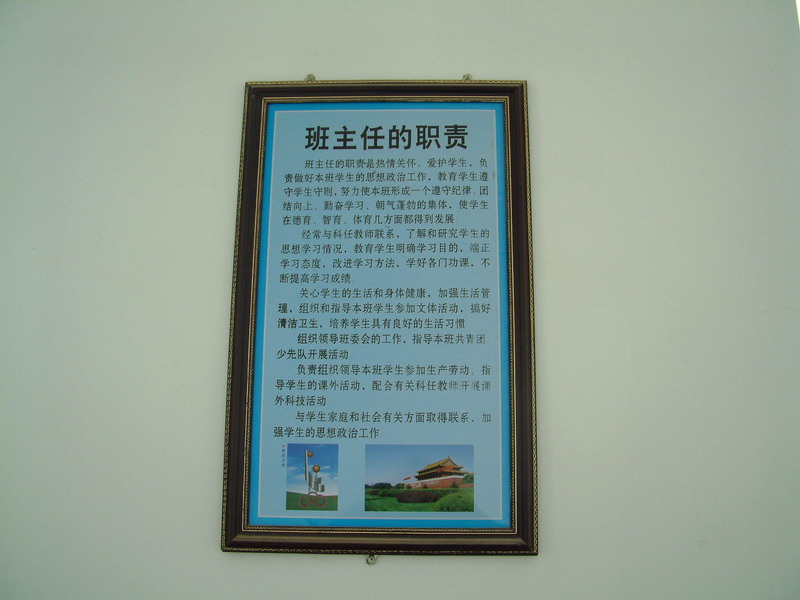 班主任的职责
班主任的职责是热情关怀、爱护学生，负
责做好本班学生的思想政治工作，教育学生遵
守学生守则，努力使本班形成一个遵守纪律、团
结向上、勤奋学习、朝气蓬勃的集体，使学生
在德育、智育、体育几方面都得到发展
经常与科任教师联系，了解和研究学生的
思想学习情况，教育学生明确学习目的，端正
学习态度，改进学习方法，学好各门功课，不
断提高学习成绩
关心学生的生活和身体健康，加强生活管
理，组织和指导本班学生参加文体活动，搞好
清洁卫生，培养学生具有良好的生活习惯
组织领导班委会的工作，指导本班共青团
少先队开展活动
负责组织领导本班学生参加生产劳动，指
导学生的课外活动，配合有关科任教师开展课
外科技活动
与学生家庭和社会有关方面取得联系，加
强学生的思想政治工作